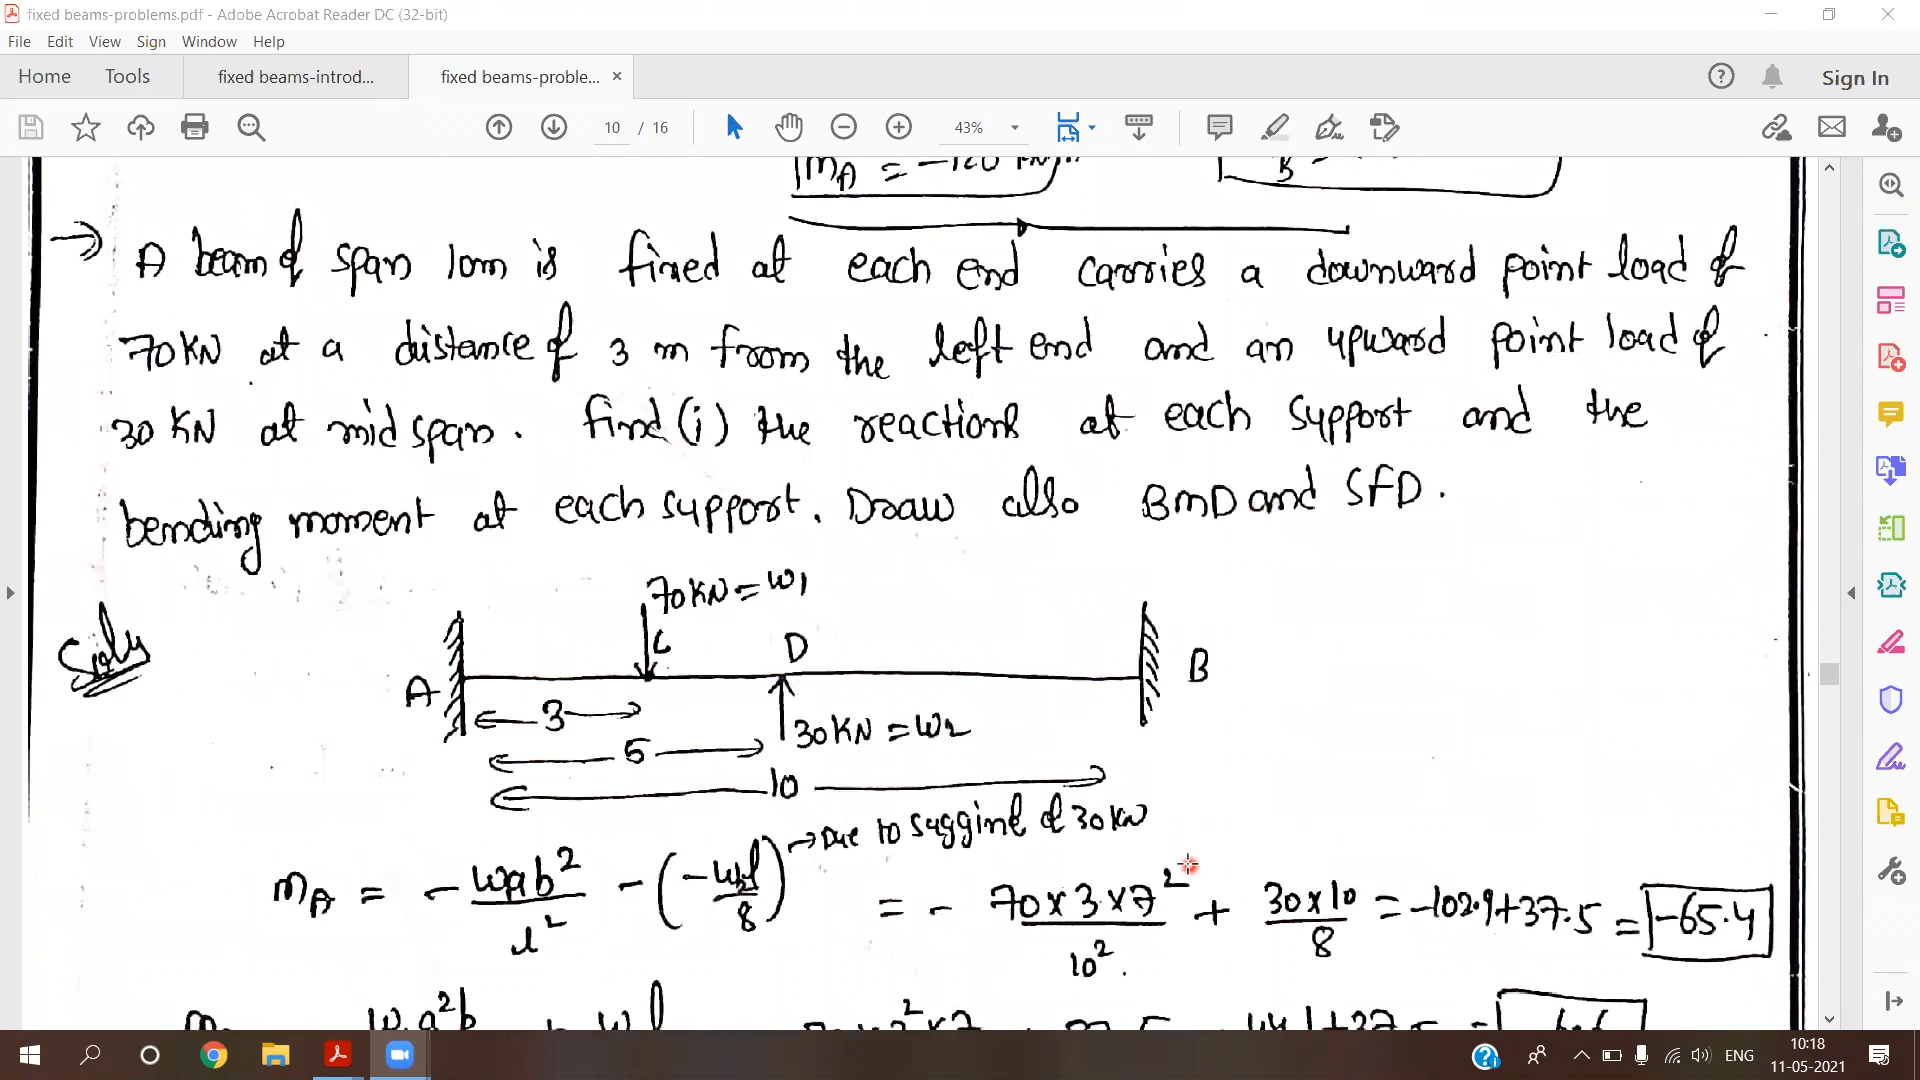 fixed beams-problems.pdf - Adobe Acrobat Reader DC (32-bit)
File Edit View Sign Window Help
Home Tools fixed beams-introd... fixed beams-proble... ×
10 / 16 43%
Sign In
MA = -120 KNm
B =
→ A beam of span 10m is fixed at each end carries a downward point load of
70KN at a distance of 3 m from the left end and an upward point load of
30 KN at mid span. find (i) the reactions at each support and the
bending moment at each support. Draw also BMD and SFD.
70KN = W1
Soln
C
D
A
B
3
30KN = W2
5
10
→ Due to sagging of 30KN
MA = - Wab²/l² - (-W2l/8) = - 70×3×7²/10² + 30×10/8 = -102.9+37.5 = -65.4
ENG
10:18
11-05-2021